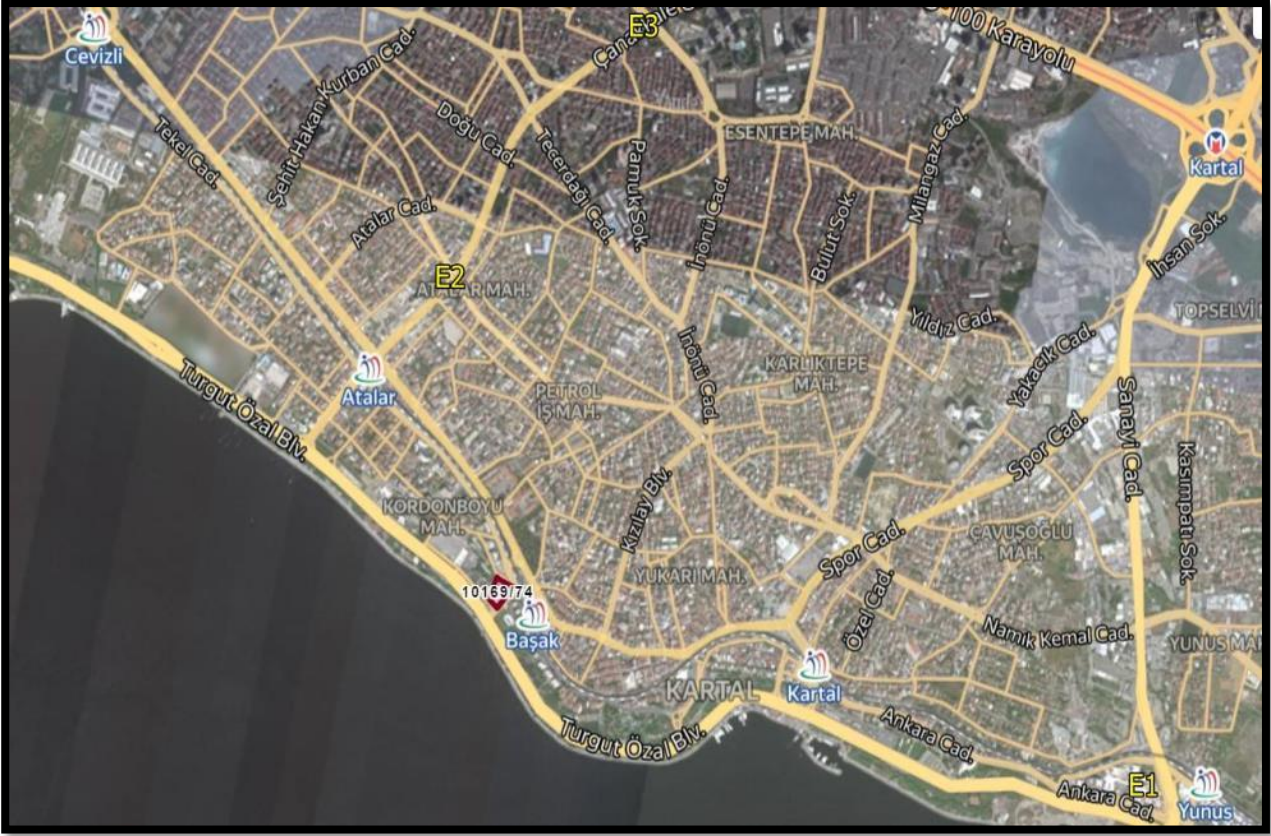 E3
Çanakkale C
100 Karayolu
Cevizli
Şehit Hakan Kurban Cad.
Doğu Cad.
Tekel Cad.
Tecerdağı Cad.
Pamuk Sok.
ESENTEPE MAH.
Milangaz Cad.
Kartal
Atalar Cad.
İnönü Cad.
Bulut Sok.
İnsan Sok.
E2
ATALAR MAH.
TOPSELVİ
Yıldız Cad.
İnönü Cad.
Yakacık Cad.
KARLIKTEPE
MAH.
Atalar
PETROL
İŞ MAH.
Turgut Özal Blv.
Sanayi Cad.
Spor Cad.
Kasımpatı Sok.
Kızılay Blv.
KORDONBOYU
MAH.
Spor Cad.
ÇAVUŞOĞLU
MAH.
YUKARI MAH.
10169/74
Başak
Özel Cad.
Namık Kemal Cad.
YUNUS MAH
KARTAL
Kartal
Turgut Özal Blv.
Ankara Cad.
E1
Ankara Cad.
Yunus